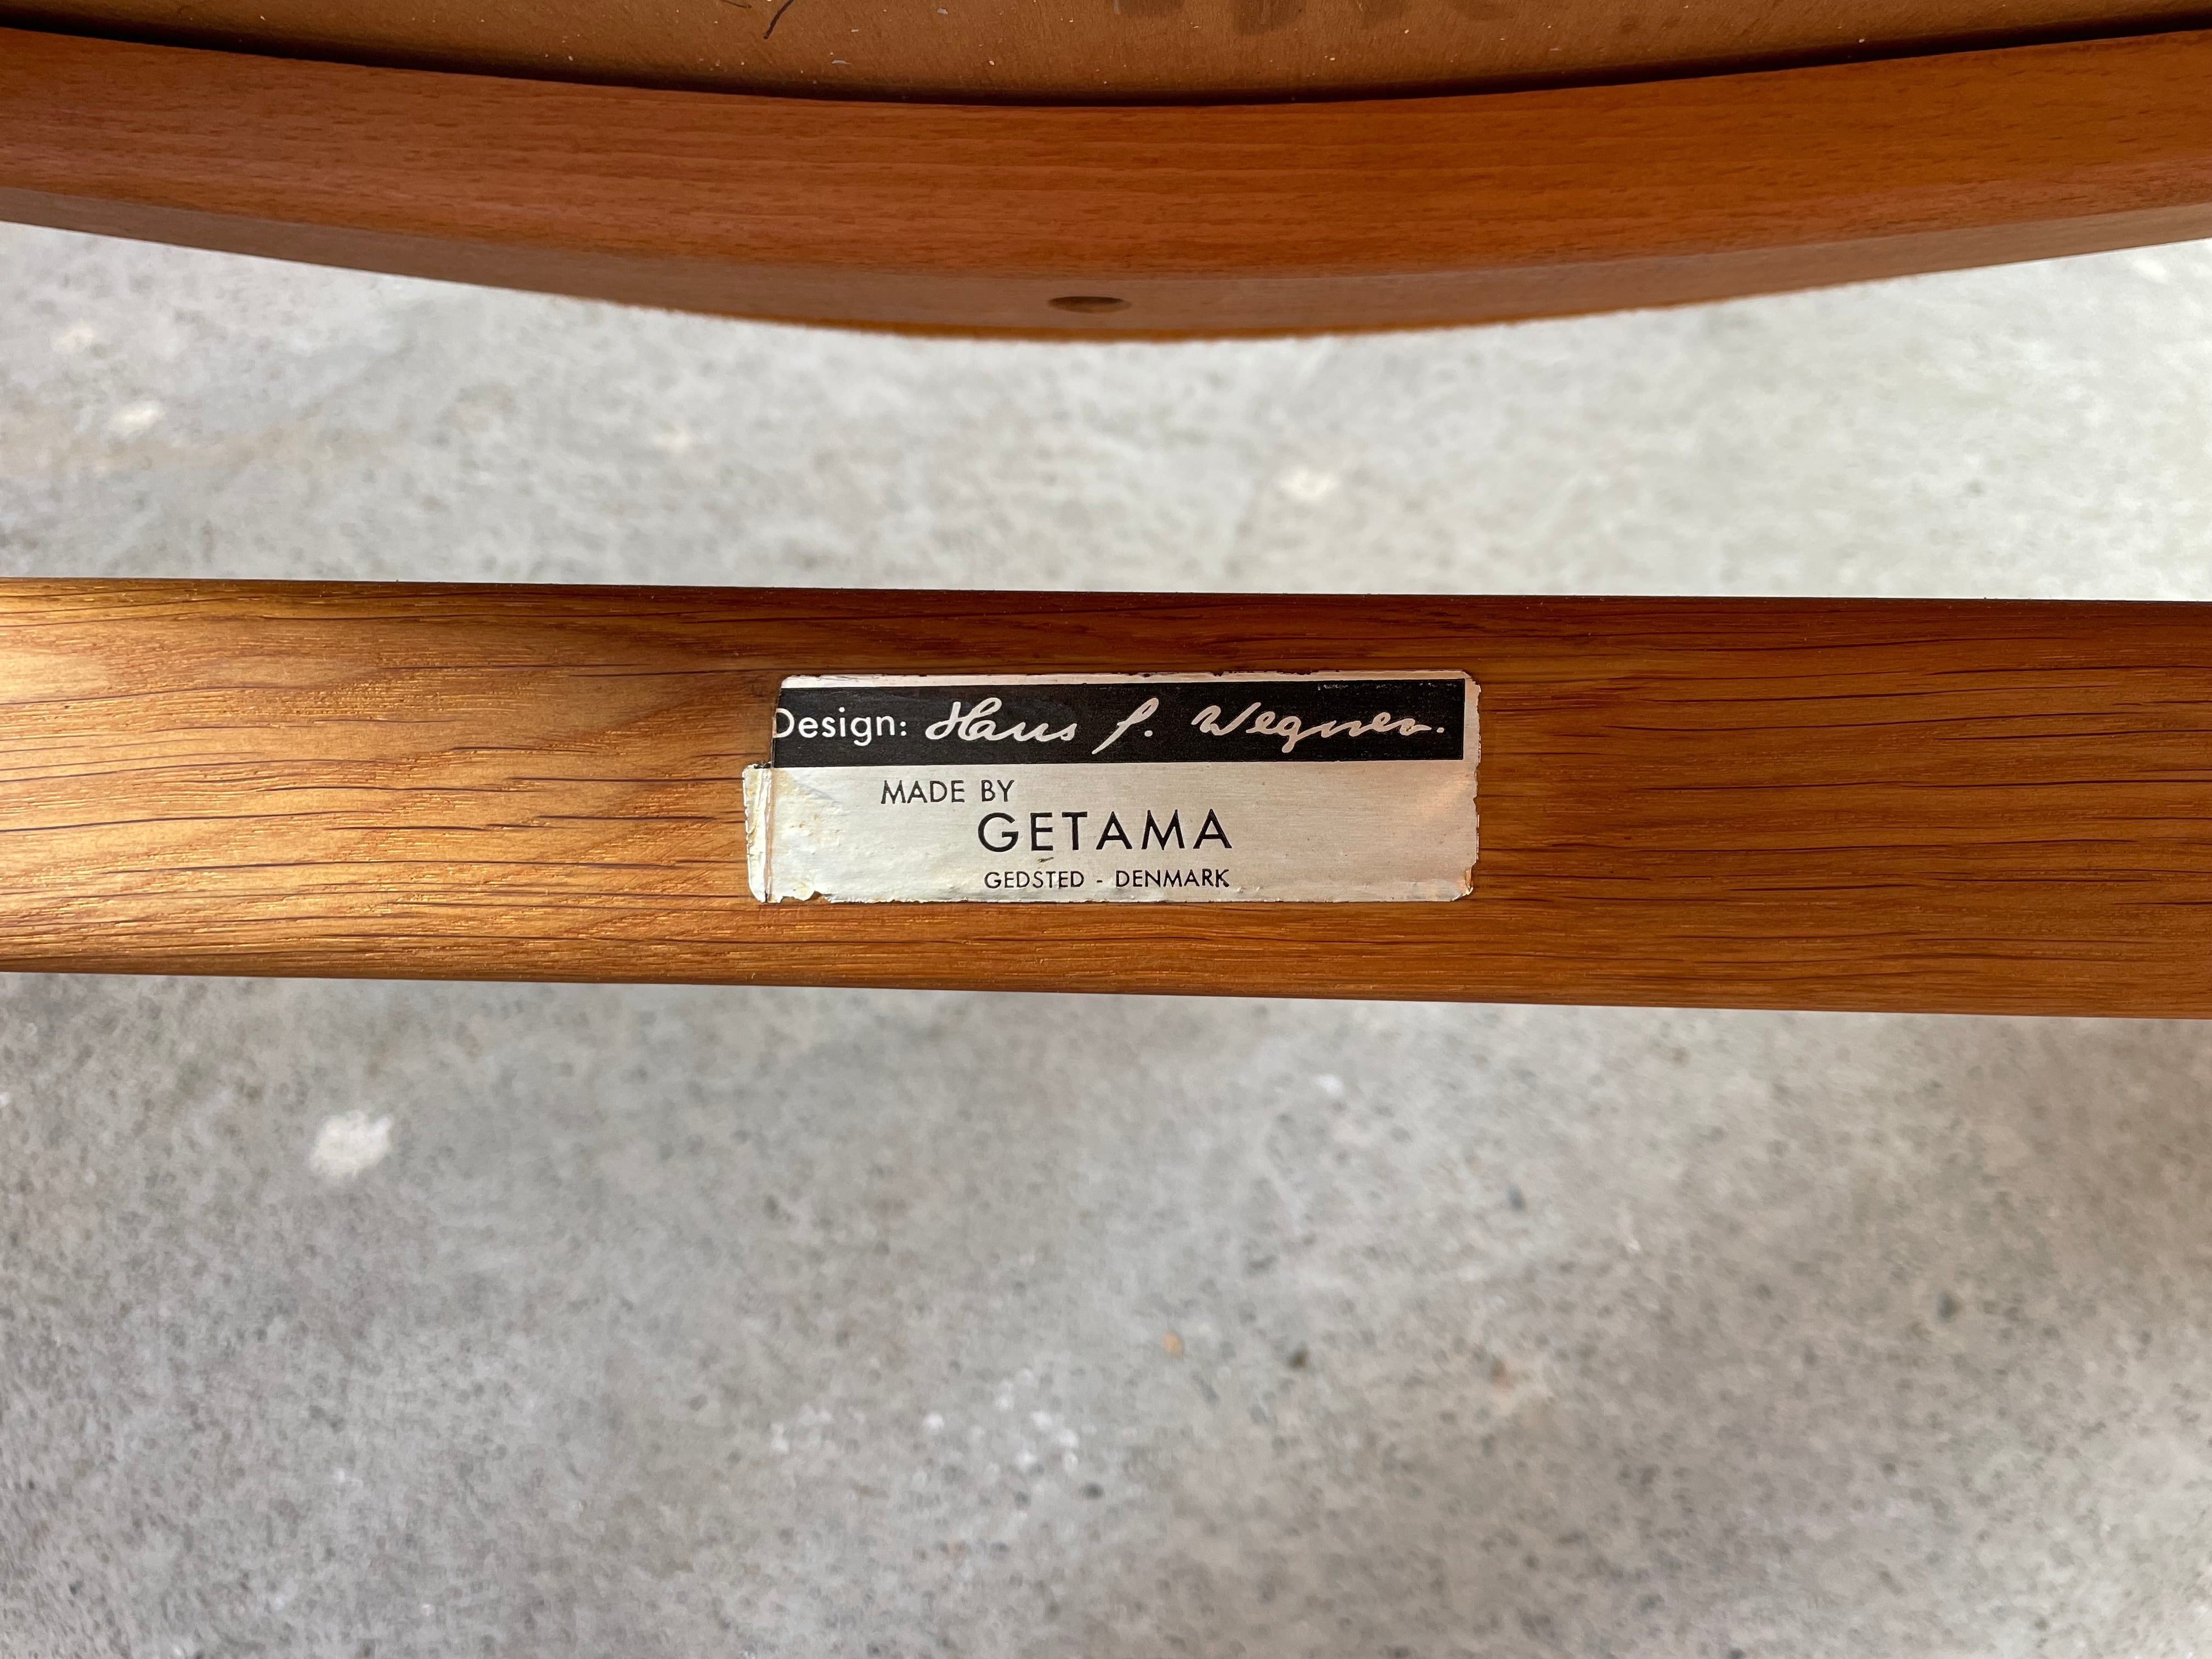 Design: Hans J. Wegner.
MADE BY
GETAMA
GEDSTED - DENMARK